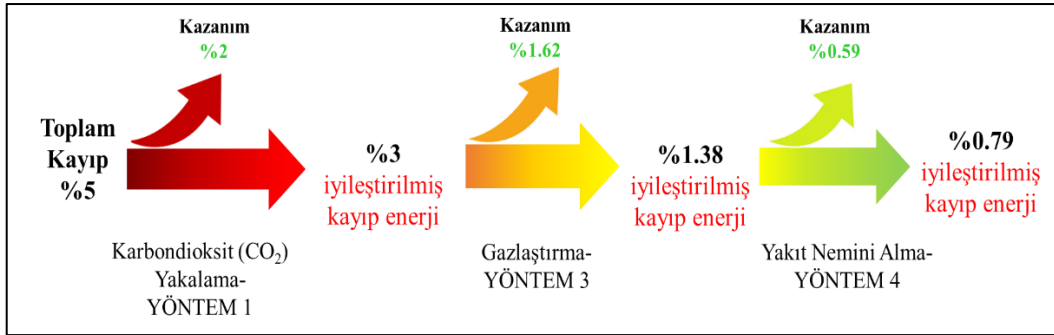 Kazanım
%2
Kazanım
%1.62
Kazanım
%0.59
Toplam
Kayıp
%5
%3
iyileştirilmiş
kayıp enerji
%1.38
iyileştirilmiş
kayıp enerji
%0.79
iyileştirilmiş
kayıp enerji
Karbondioksit (CO₂)
Yakalama-
YÖNTEM 1
Gazlaştırma-
YÖNTEM 3
Yakıt Nemini Alma-
YÖNTEM 4